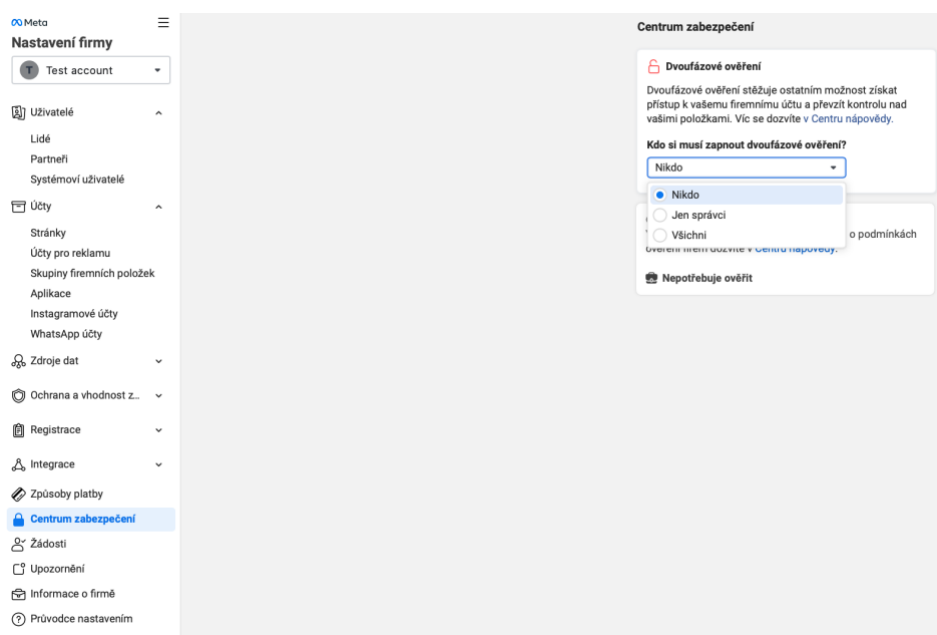 Meta
Nastavení firmy
T Test account
Uživatelé
Lidé
Partneři
Systémoví uživatelé
Účty
Stránky
Účty pro reklamu
Skupiny firemních položek
Aplikace
Instagramové účty
WhatsApp účty
Zdroje dat
Ochrana a vhodnost z...
Registrace
Integrace
Způsoby platby
Centrum zabezpečení
Žádosti
Upozornění
Informace o firmě
Průvodce nastavením
Centrum zabezpečení
Dvoufázové ověření
Dvoufázové ověření stěžuje ostatním možnost získat
přístup k vašemu firemnímu účtu a převzít kontrolu nad
vašimi položkami. Víc se dozvíte v Centru nápovědy.
Kdo si musí zapnout dvoufázové ověření?
Nikdo
Nikdo
Jen správci
Všichni
o podmínkách
ověření firem dozvíte v Centru nápovědy.
Nepotřebuje ověřit